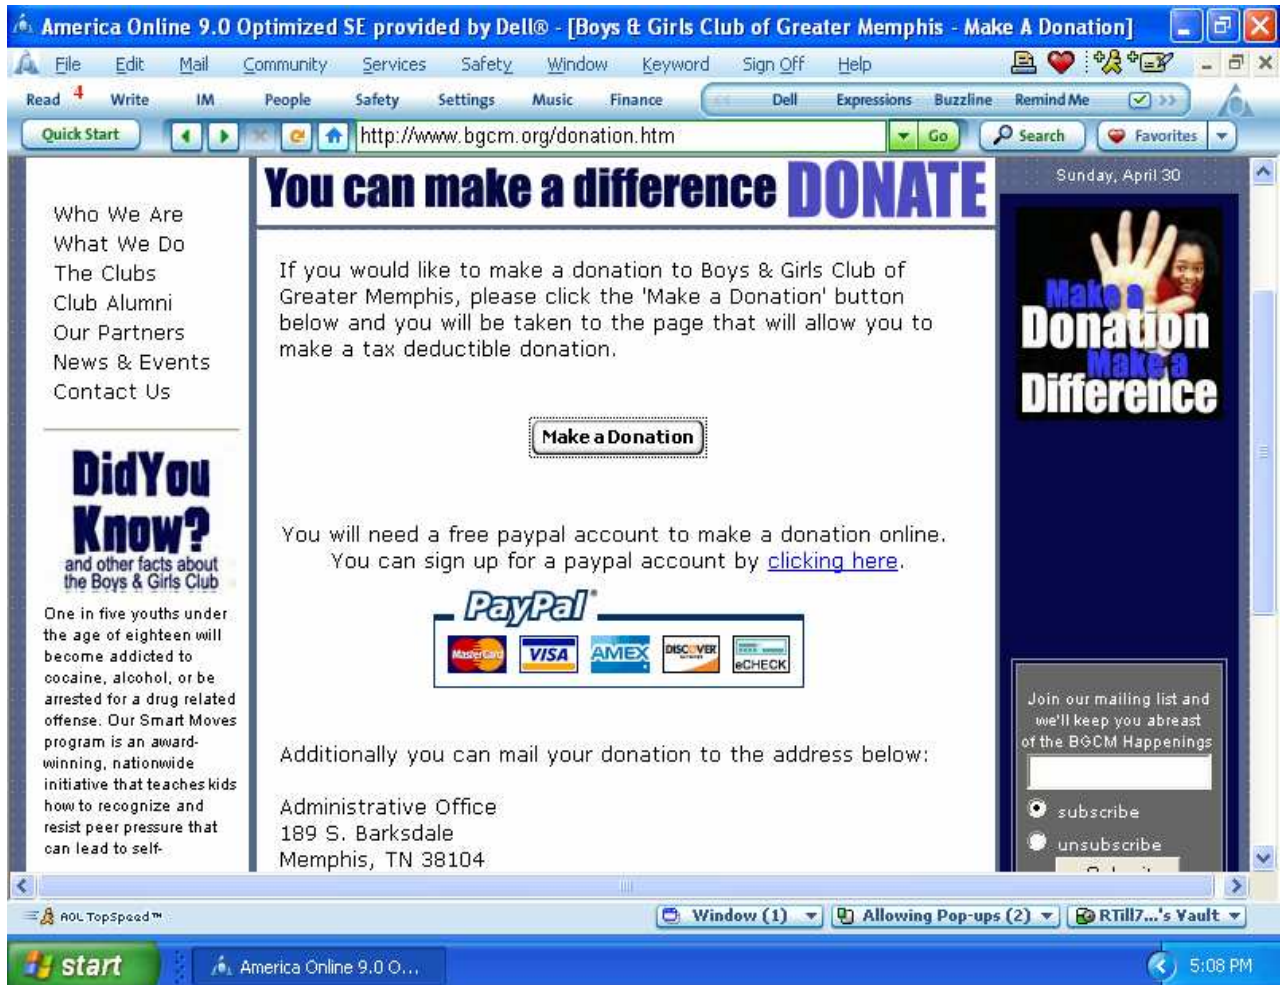 America Online 9.0 Optimized SE provided by Dell® - [Boys & Girls Club of Greater Memphis - Make A Donation]
File Edit Mail Community Services Safety Window Keyword Sign Off Help
Read 4 Write IM People Safety Settings Music Finance Dell Expressions Buzzline Remind Me
Quick Start http://www.bgcm.org/donation.htm Go Search Favorites
Who We Are
What We Do
The Clubs
Club Alumni
Our Partners
News & Events
Contact Us
DidYou
Know?
and other facts about
the Boys & Girls Club
One in five youths under
the age of eighteen will
become addicted to
cocaine, alcohol, or be
arrested for a drug related
offense. Our Smart Moves
program is an award-
winning, nationwide
initiative that teaches kids
how to recognize and
resist peer pressure that
can lead to self-
You can make a difference DONATE
If you would like to make a donation to Boys & Girls Club of
Greater Memphis, please click the 'Make a Donation' button
below and you will be taken to the page that will allow you to
make a tax deductible donation.
Make a Donation
You will need a free paypal account to make a donation online.
You can sign up for a paypal account by clicking here.
PayPal
MasterCard VISA AMEX DISCOVER eCHECK
Additionally you can mail your donation to the address below:
Administrative Office
189 S. Barksdale
Memphis, TN 38104
Sunday, April 30
Make a
Donation
Make a
Difference
Join our mailing list and
we'll keep you abreast
of the BGCM Happenings
subscribe
unsubscribe
AOL TopSpeed™ Window (1) Allowing Pop-ups (2) RTill7...'s Vault
start America Online 9.0 O... 5:08 PM